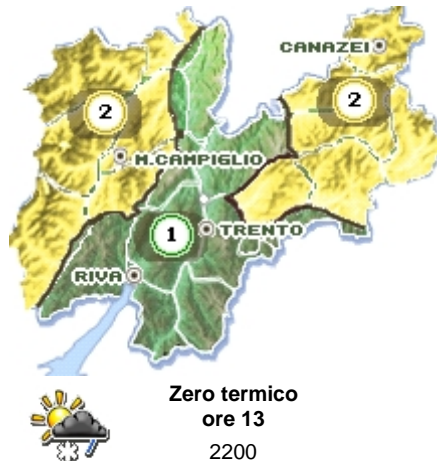 CANAZEI
2
2
M.CAMPIGLIO
1
TRENTO
RIVA
Zero termico
ore 13
2200